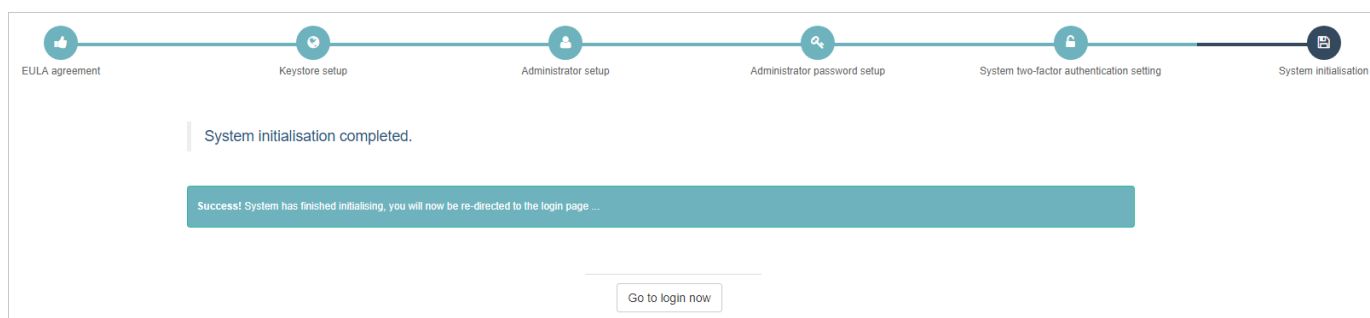 EULA agreement
Keystore setup
Administrator setup
Administrator password setup
System two-factor authentication setting
System initialisation
System initialisation completed.
Success! System has finished initialising, you will now be re-directed to the login page ...
Go to login now